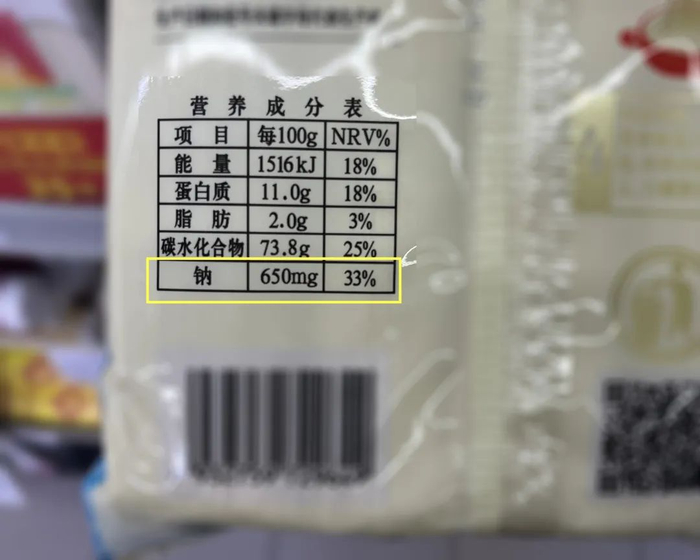 营养成分表
项目 每100g NRV%
能量 1516kJ 18%
蛋白质 11.0g 18%
脂肪 2.0g 3%
碳水化合物 73.8g 25%
钠 650mg 33%